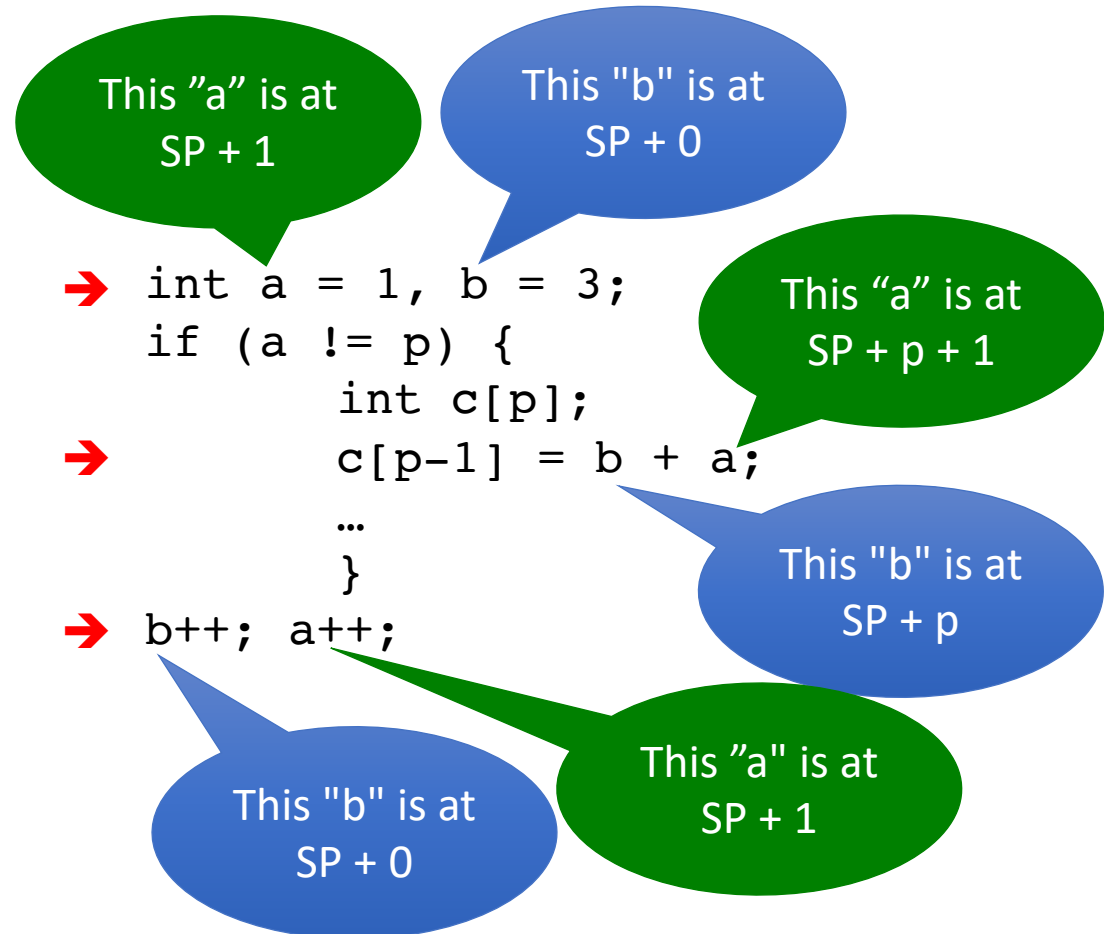 This ”a” is at
SP + 1
This "b" is at
SP + 0
int a = 1, b = 3;
if (a != p) {
This “a” is at
SP + p + 1
int c[p];
c[p-1] = b + a;
…
}
This "b" is at
SP + p
b++; a++;
This ”a" is at
SP + 1
This "b" is at
SP + 0